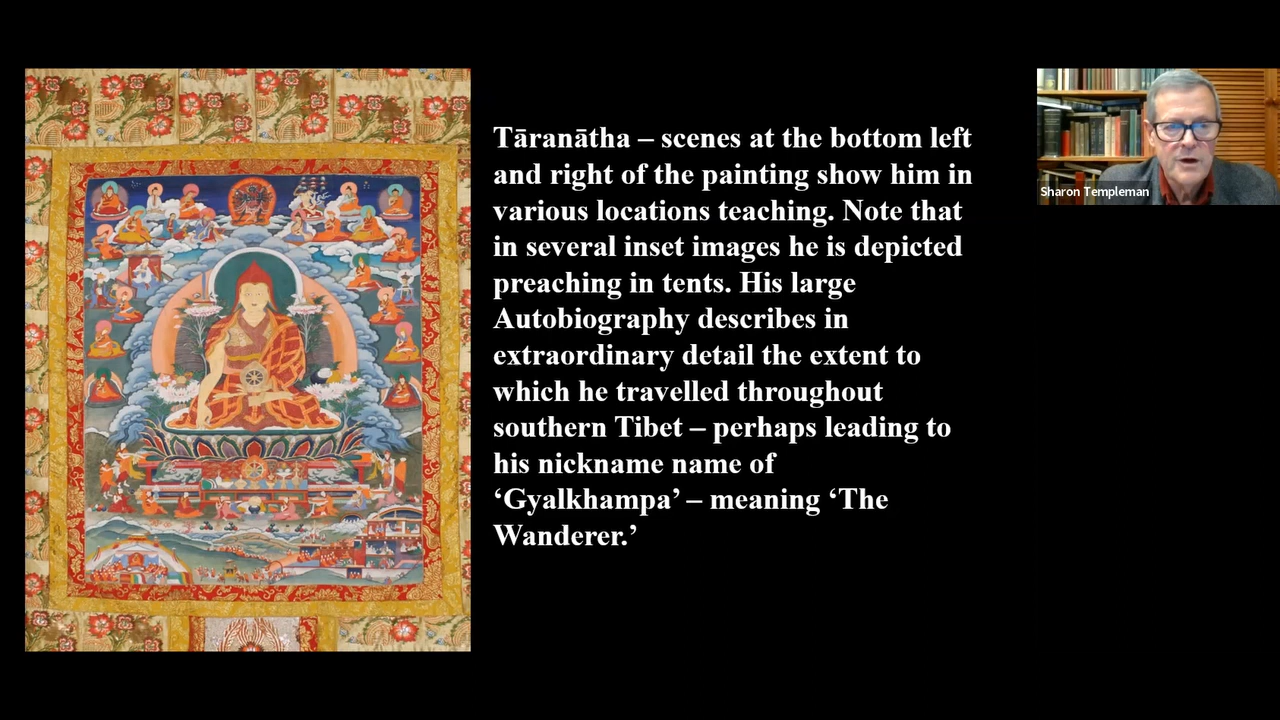 Tāranātha – scenes at the bottom left
and right of the painting show him in
various locations teaching. Note that
in several inset images he is depicted
preaching in tents. His large
Autobiography describes in
extraordinary detail the extent to
which he travelled throughout
southern Tibet – perhaps leading to
his nickname name of
‘Gyalkhampa’ – meaning ‘The
Wanderer.’
Sharon Templeman